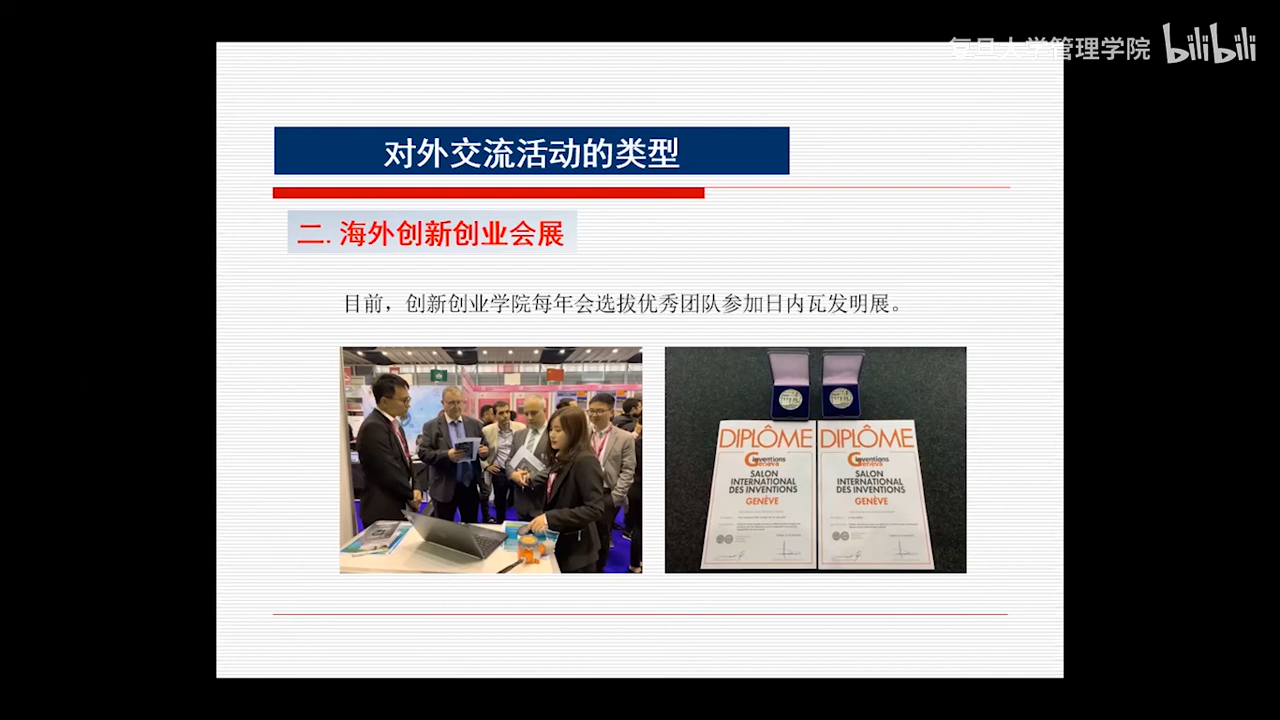 复旦大学管理学院 bilibili
对外交流活动的类型
二. 海外创新创业会展
目前，创新创业学院每年会选拔优秀团队参加日内瓦发明展。
DIPLÔME
inventions
Geneva
SALON
INTERNATIONAL
DES INVENTIONS
GENÈVE
DIPLÔME
inventions
Geneva
SALON
INTERNATIONAL
DES INVENTIONS
GENÈVE